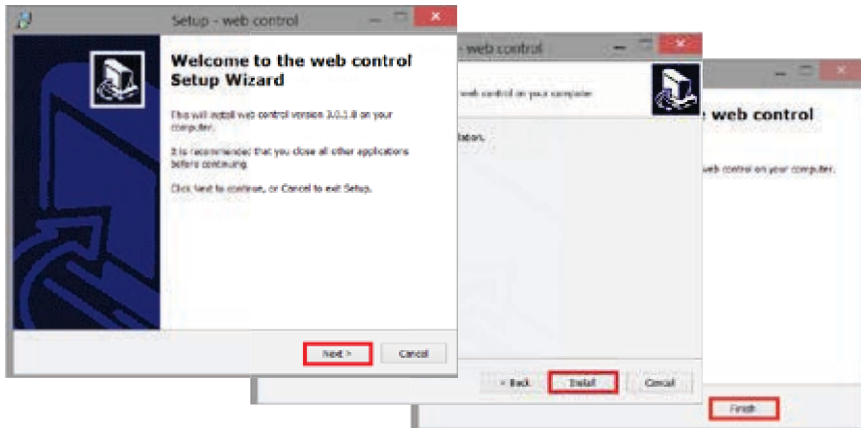 Setup - web control
Welcome to the web control
Setup Wizard
This will install web control version 3.0.1.8 on your
computer.
It is recommended that you close all other applications
before continuing.
Click Next to continue, or Cancel to exit Setup.
Next >
Cancel
- web control
web control on your computer
lation.
< Back
Install
Cancel
web control
web control on your computer.
Finish